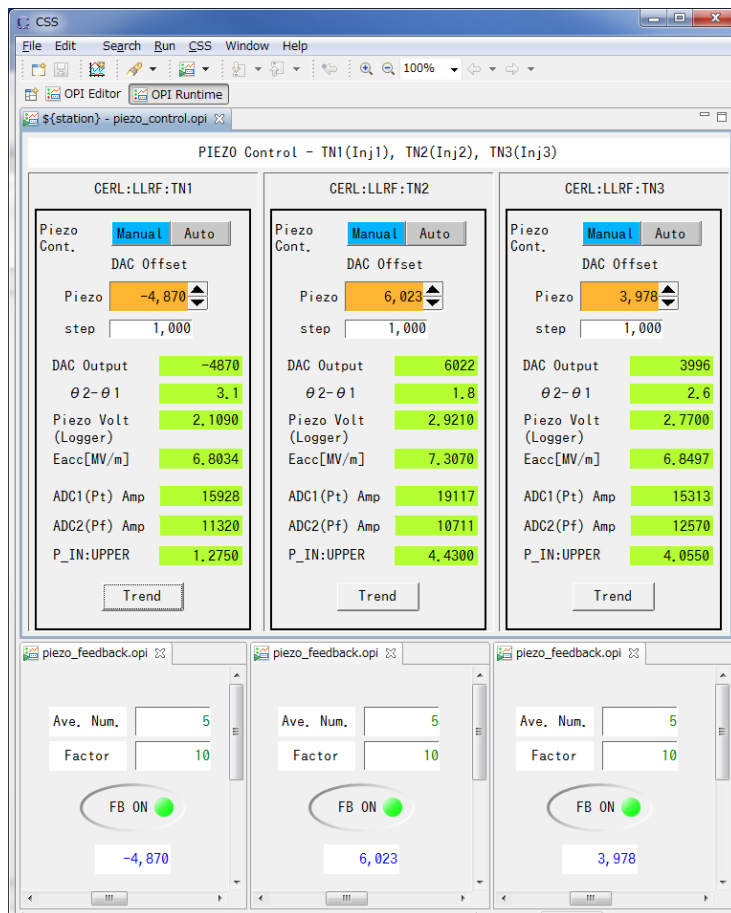 CSS
File Edit Search Run CSS Window Help
100%
OPI Editor OPI Runtime
${station} - piezo_control.opi
PIEZO Control - TN1(Inj1), TN2(Inj2), TN3(Inj3)
CERL:LLRF:TN1
Piezo Cont. Manual Auto
DAC Offset
Piezo -4,870
step 1,000
DAC Output -4870
θ2-θ1 3.1
Piezo Volt 2.1090
(Logger)
Eacc[MV/m] 6.8034
ADC1(Pt) Amp 15928
ADC2(Pf) Amp 11320
P_IN:UPPER 1.2750
Trend
CERL:LLRF:TN2
Piezo Cont. Manual Auto
DAC Offset
Piezo 6,023
step 1,000
DAC Output 6022
θ2-θ1 1.8
Piezo Volt 2.9210
(Logger)
Eacc[MV/m] 7.3070
ADC1(Pt) Amp 19117
ADC2(Pf) Amp 10711
P_IN:UPPER 4.4300
Trend
CERL:LLRF:TN3
Piezo Cont. Manual Auto
DAC Offset
Piezo 3,978
step 1,000
DAC Output 3996
θ2-θ1 2.6
Piezo Volt 2.7700
(Logger)
Eacc[MV/m] 6.8497
ADC1(Pt) Amp 15313
ADC2(Pf) Amp 12570
P_IN:UPPER 4.0550
Trend
piezo_feedback.opi
Ave. Num. 5
Factor 10
FB ON
-4,870
piezo_feedback.opi
Ave. Num. 5
Factor 10
FB ON
6,023
piezo_feedback.opi
Ave. Num. 5
Factor 10
FB ON
3,978